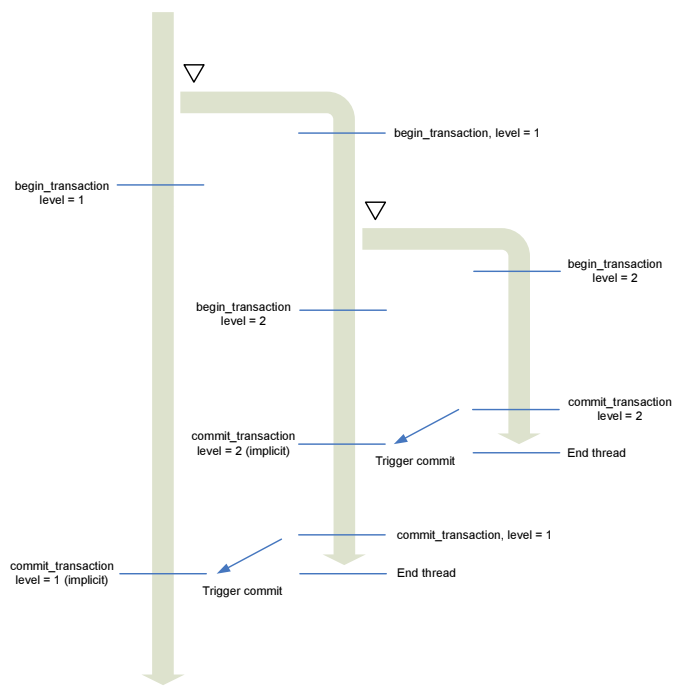 begin_transaction, level = 1
begin_transaction
level = 1
begin_transaction
level = 2
begin_transaction
level = 2
commit_transaction
level = 2
commit_transaction
level = 2 (implicit)
Trigger commit
End thread
commit_transaction, level = 1
commit_transaction
level = 1 (implicit)
Trigger commit
End thread